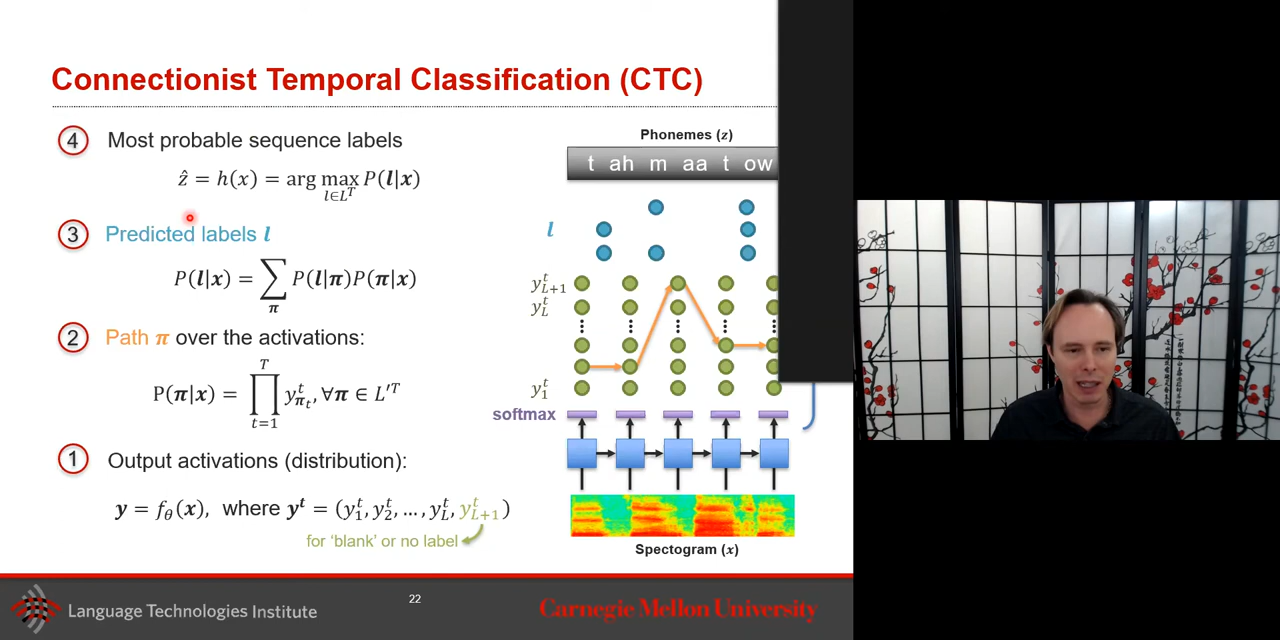 Connectionist Temporal Classification (CTC)
4 Most probable sequence labels
ẑ = h(x) = arg max P(l|x)
l∈L^T
3 Predicted labels l
P(l|x) = ∑ P(l|π)P(π|x)
π
2 Path π over the activations:
T
P(π|x) = ∏ y^t_{π_t}, ∀π ∈ L'^T
t=1
1 Output activations (distribution):
y = f_θ(x), where y^t = (y^t_1, y^t_2, …, y^t_L, y^t_{L+1})
for 'blank' or no label
Phonemes (z)
t ah m aa t ow
l
y^t_{L+1}
y^t_L
y^t_1
softmax
Spectogram (x)
Language Technologies Institute
22
Carnegie Mellon University